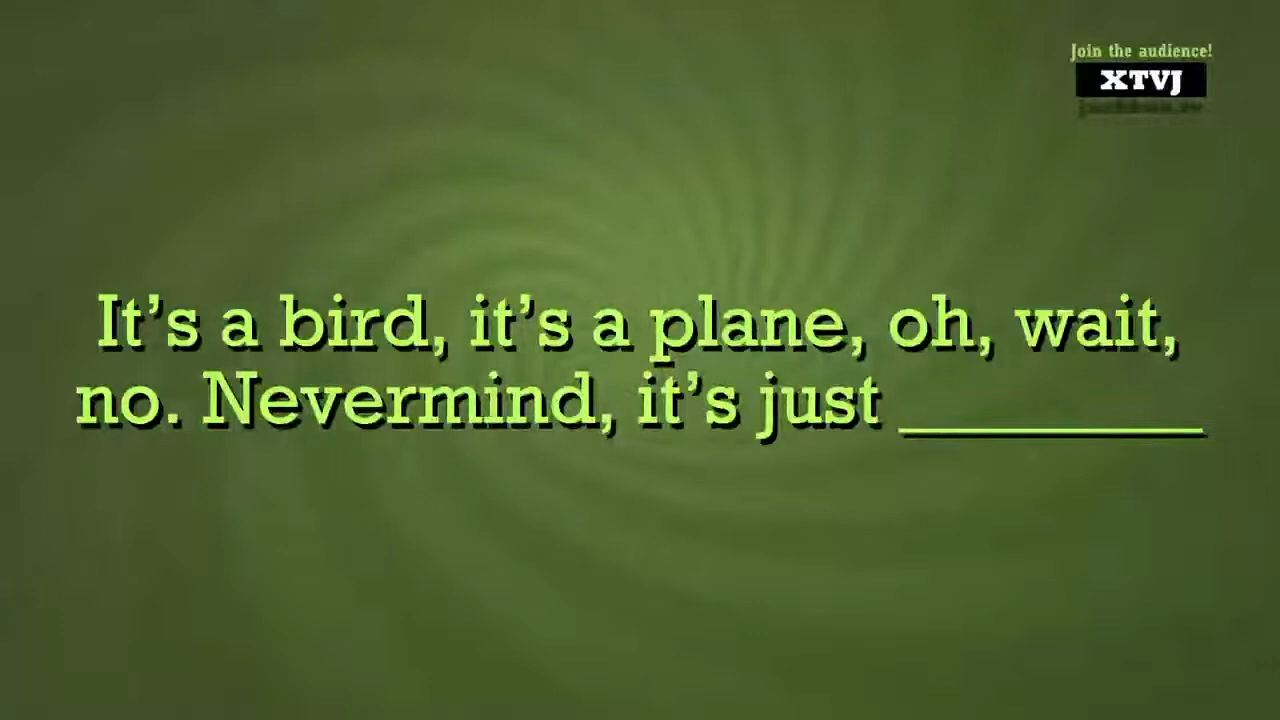 Join the audience!
XTVJ
It’s a bird, it’s a plane, oh, wait,
no. Nevermind, it’s just ________